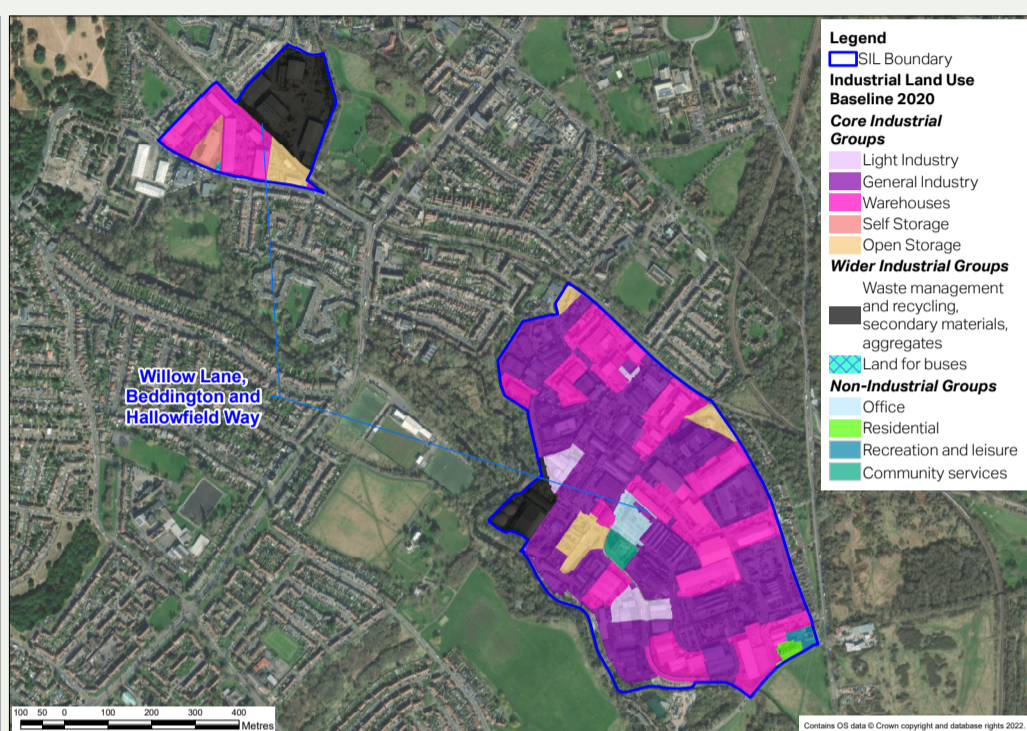 Legend
SIL Boundary
Industrial Land Use
Baseline 2020
Core Industrial
Groups
Light Industry
General Industry
Warehouses
Self Storage
Open Storage
Wider Industrial Groups
Waste management
and recycling,
secondary materials,
aggregates
Land for buses
Non-Industrial Groups
Office
Residential
Recreation and leisure
Community services
Willow Lane,
Beddington and
Hallowfield Way
100 50 0 100 200 300 400
Metres
Contains OS data © Crown copyright and database rights 2022.